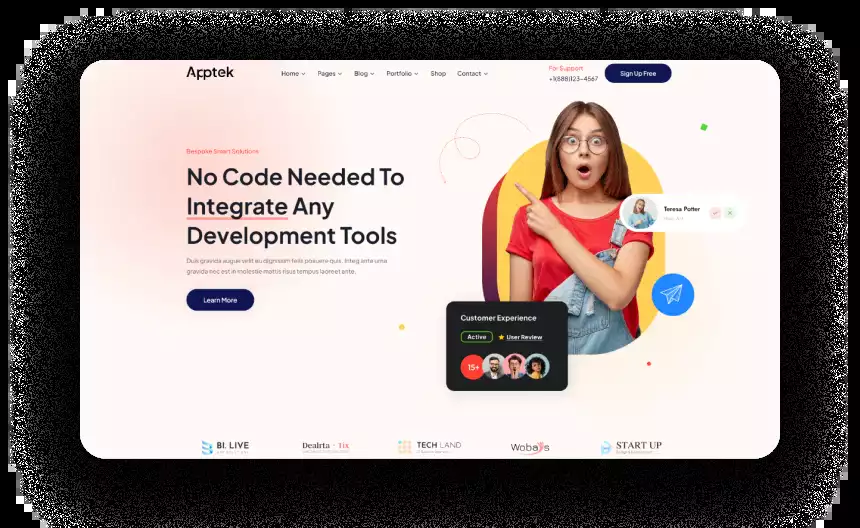 Apptek
Home Pages Blog Portfolio Shop Contact
For Support
+1(888)123-4567
Sign Up Free
Bespoke Smart Solutions
No Code Needed To
Integrate Any
Development Tools
Duis gravida augue velit eu dignissim felis posuere quis. Integ ante urna
gravida nec est in molestie mattis risus tempus laoreet ante.
Learn More
Teresa Potter
Customer Experience
Active
User Review
15+
BI. LIVE
Dealrta
TECH LAND
START UP